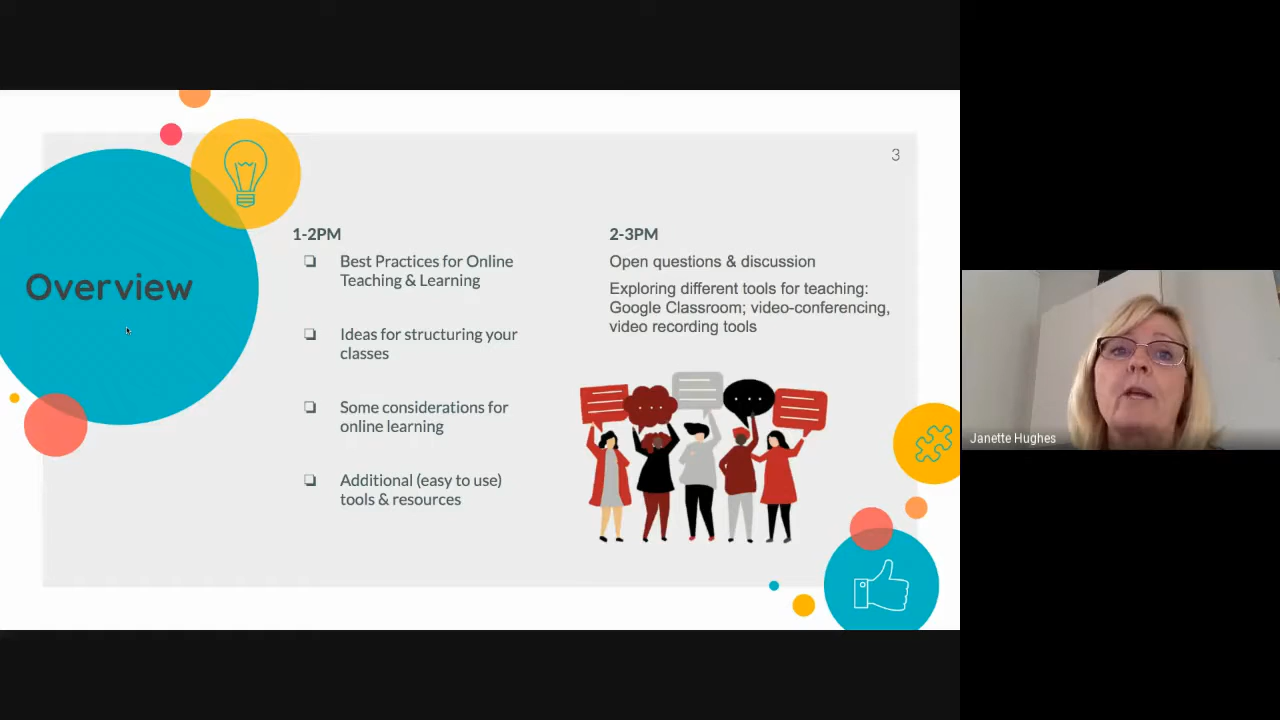 3
Overview
1-2PM
❏ Best Practices for Online
Teaching & Learning
❏ Ideas for structuring your
classes
❏ Some considerations for
online learning
❏ Additional (easy to use)
tools & resources
2-3PM
Open questions & discussion
Exploring different tools for teaching:
Google Classroom; video-conferencing,
video recording tools
Janette Hughes